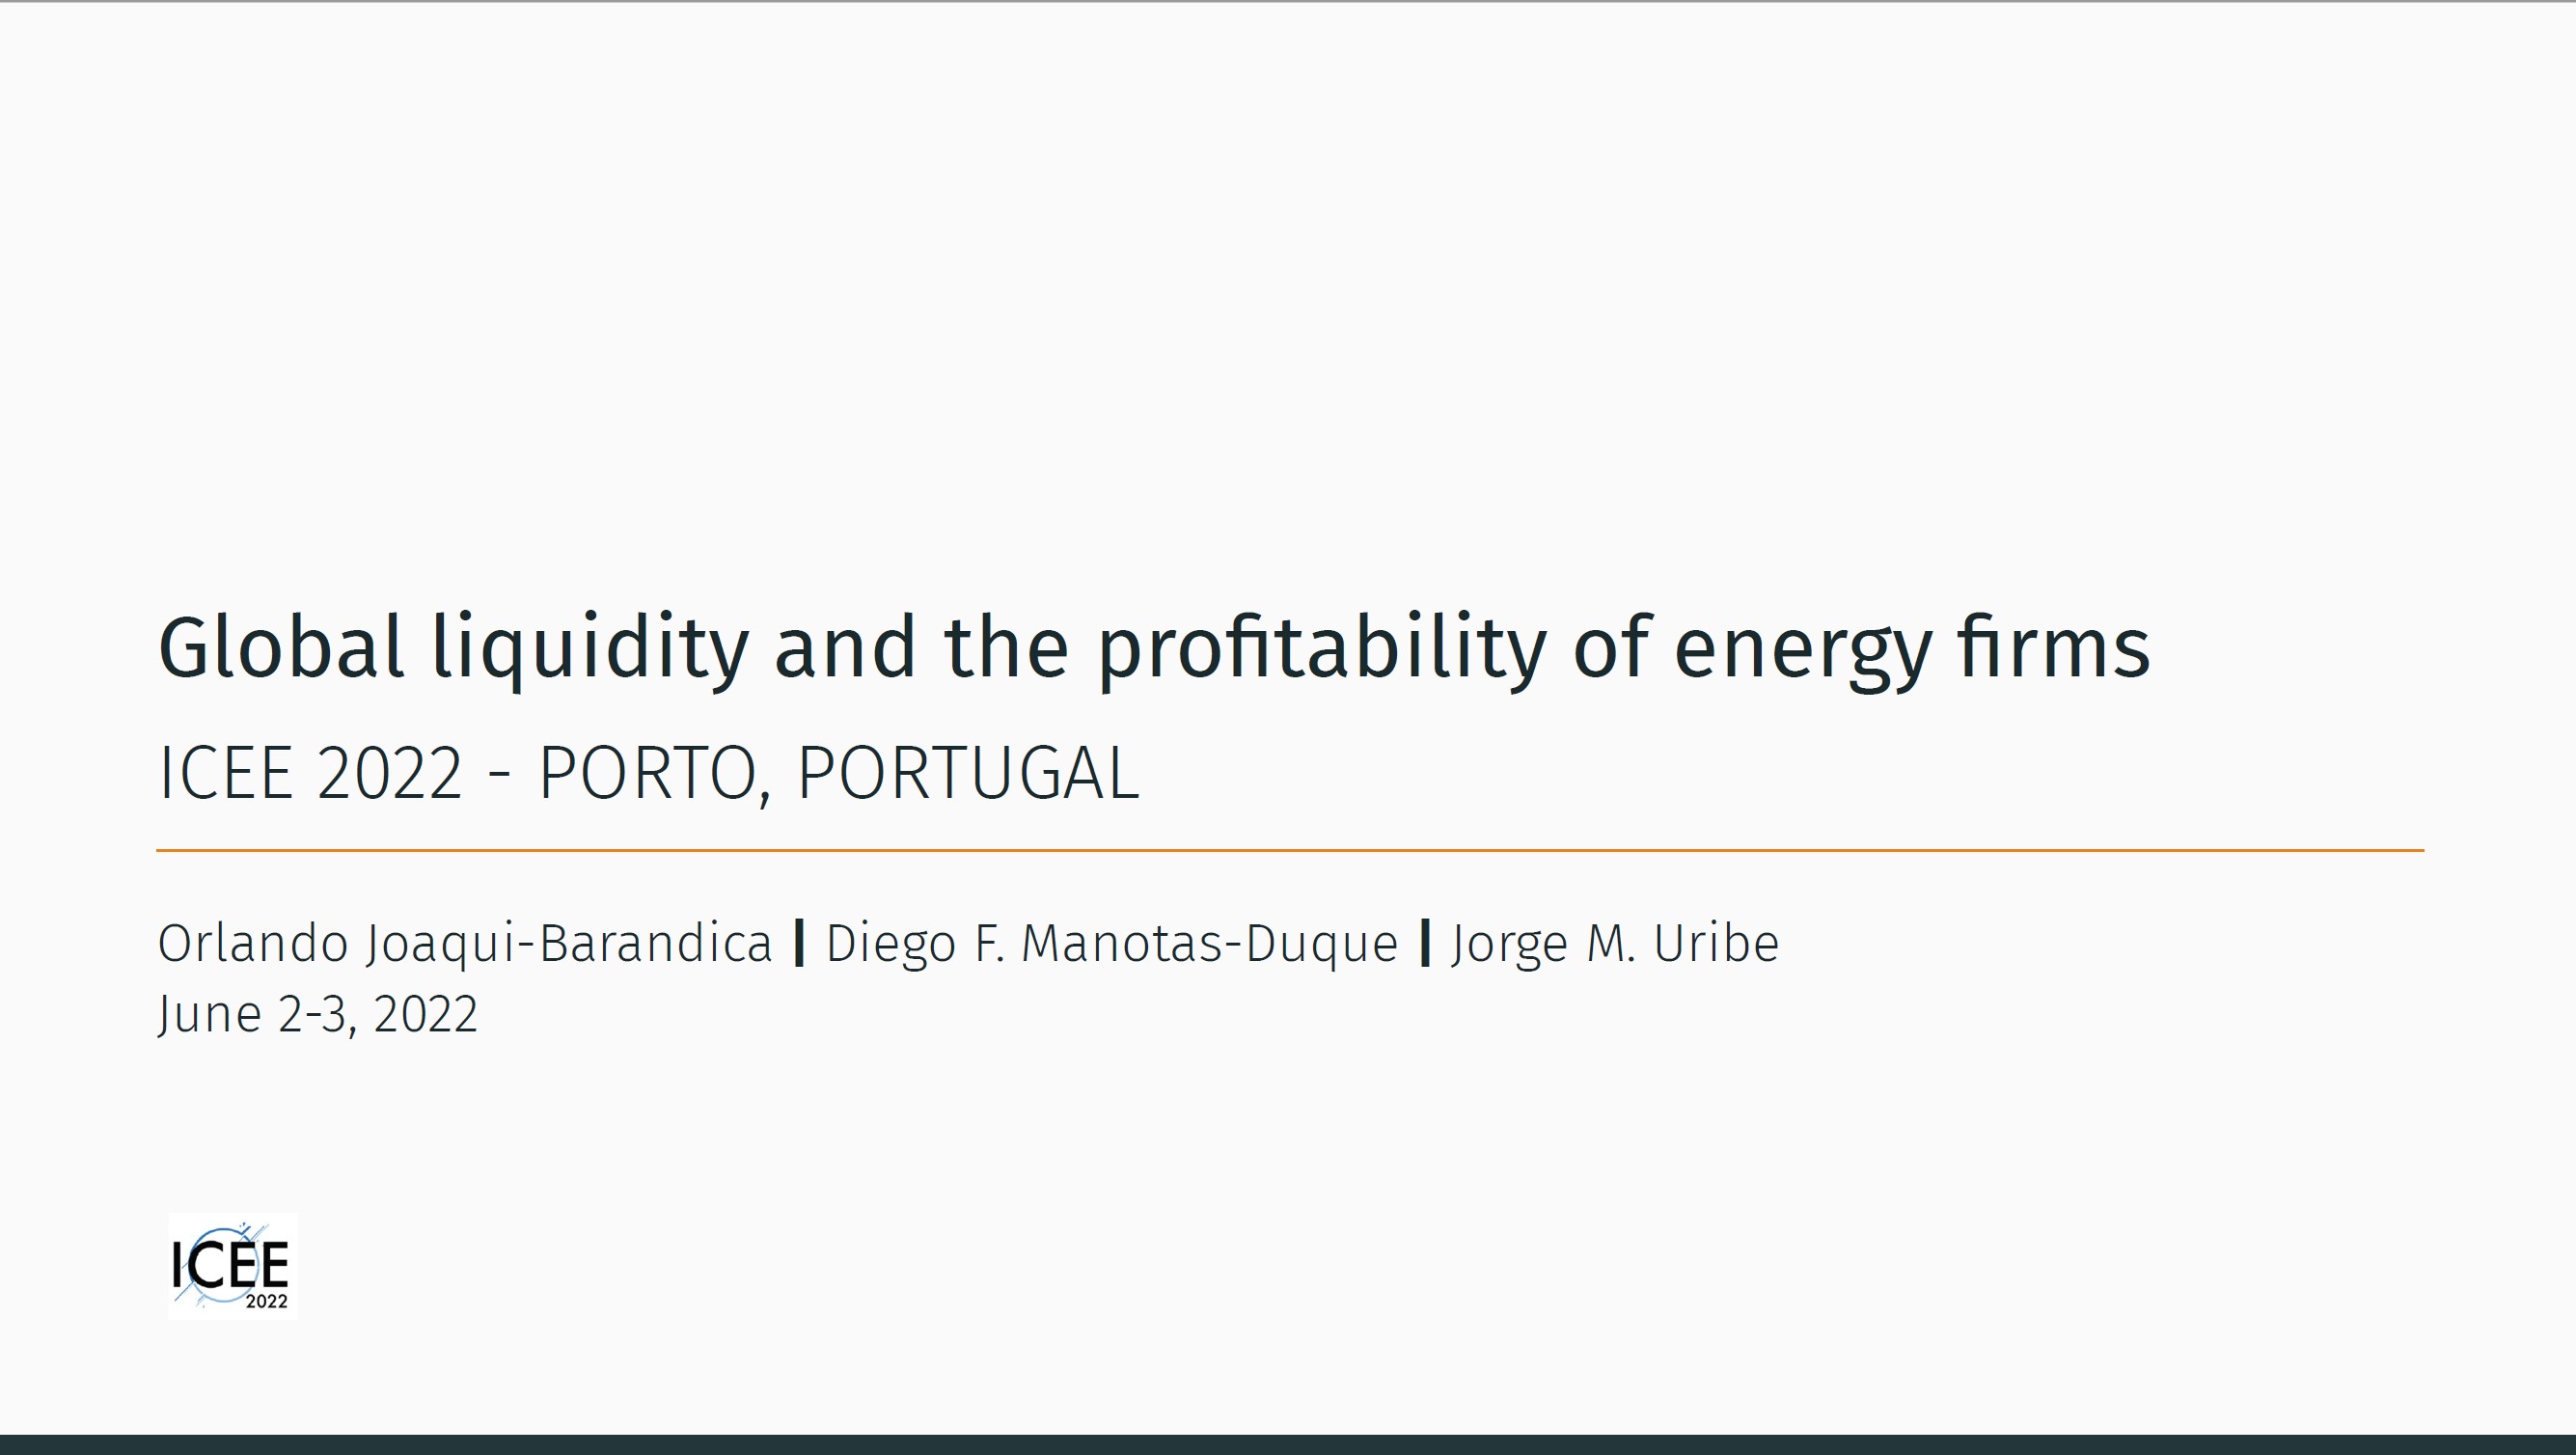 Global liquidity and the profitability of energy firms
ICEE 2022 - PORTO, PORTUGAL
Orlando Joaqui-Barandica | Diego F. Manotas-Duque | Jorge M. Uribe
June 2-3, 2022
ICEE
2022